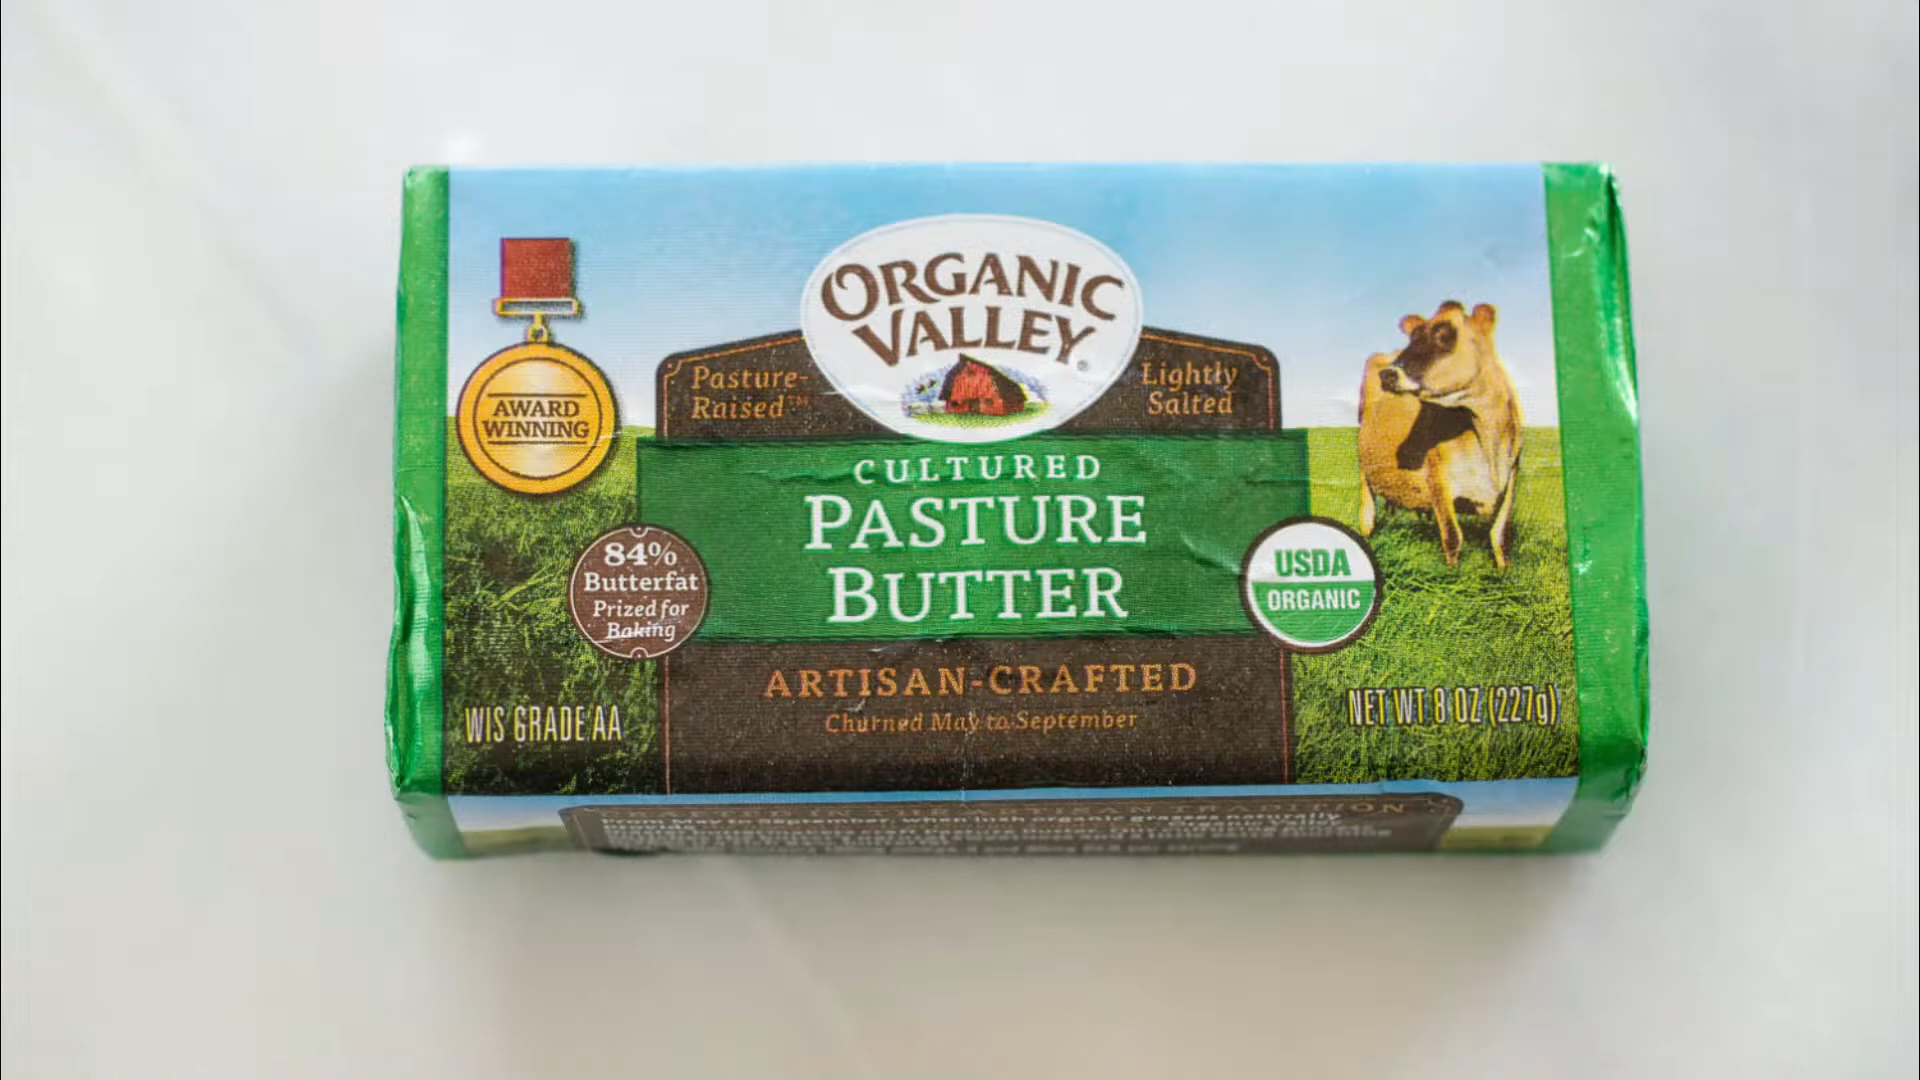 ORGANIC
VALLEY
Pasture-
Raised™
Lightly
Salted
AWARD
WINNING
CULTURED
PASTURE
BUTTER
84%
Butterfat
Prized for
Baking
USDA
ORGANIC
ARTISAN-CRAFTED
Churned May to September
WIS GRADE AA
NET WT 8 OZ (227g)